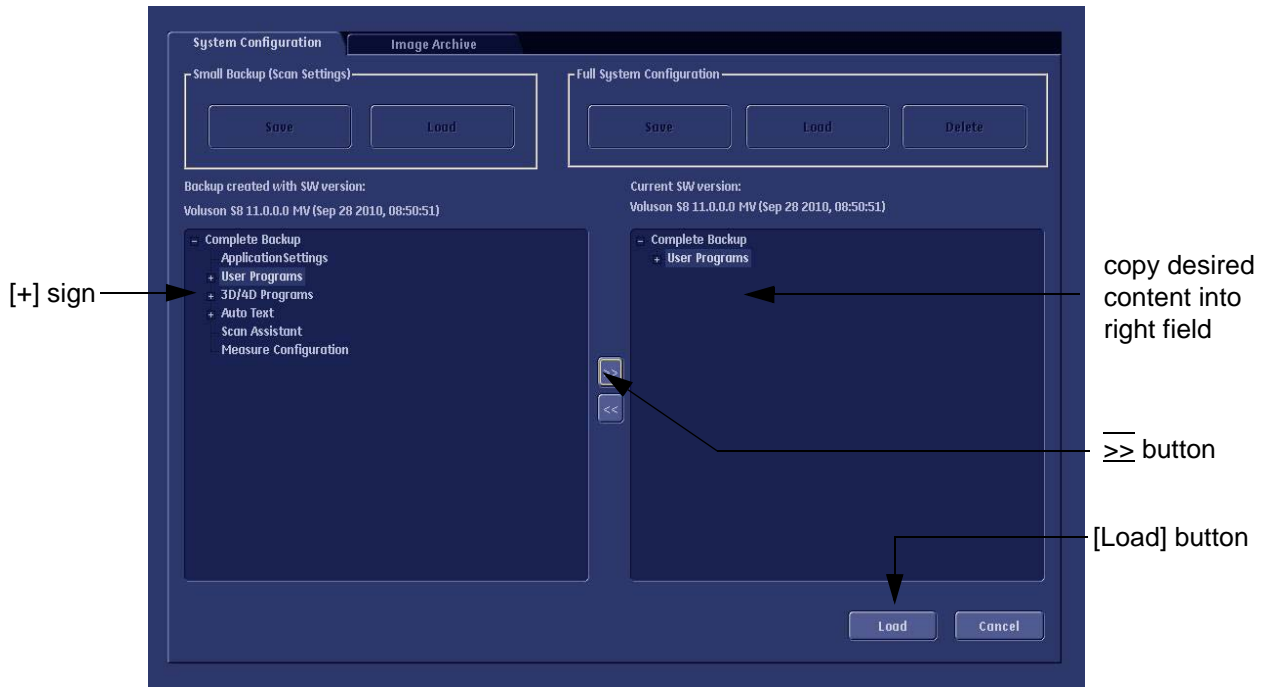 System Configuration
Image Archive
Small Backup (Scan Settings)
Full System Configuration
Save
Load
Save
Load
Delete
Backup created with SW version:
Voluson S8 11.0.0.0 MV (Sep 28 2010, 08:50:51)
Current SW version:
Voluson S8 11.0.0.0 MV (Sep 28 2010, 08:50:51)
- Complete Backup
ApplicationSettings
+ User Programs
+ 3D/4D Programs
+ Auto Text
Scan Assistant
Measure Configuration
- Complete Backup
+ User Programs
[+] sign
copy desired
content into
right field
>>
<<
>> button
[Load] button
Load
Cancel